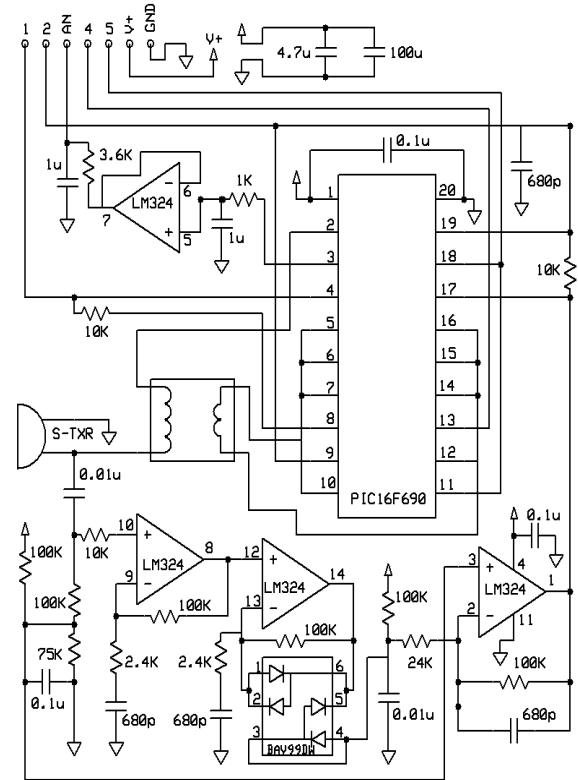 1 2 AN 4 5 V+ GND
V+
4.7u 100u
0.1u
1u 3.6K
LM324
−
6
+
5
7
1K
1u
680p
1 20
2 19
3 18
4 17
5 16
6 15
7 14
8 13
9 12
10 11
PIC16F690
10K
10K
S-TXR
0.01u
100K
10K
100K
75K
0.1u
10
+
9
−
LM324
8
100K
2.4K
680p
12
+
13
−
LM324
14
100K
2.4K
680p
1 6
2 5
3 4
BAV99DW
100K
24K
0.01u
0.1u
3
+
2
−
4
LM324
1
11
100K
680p